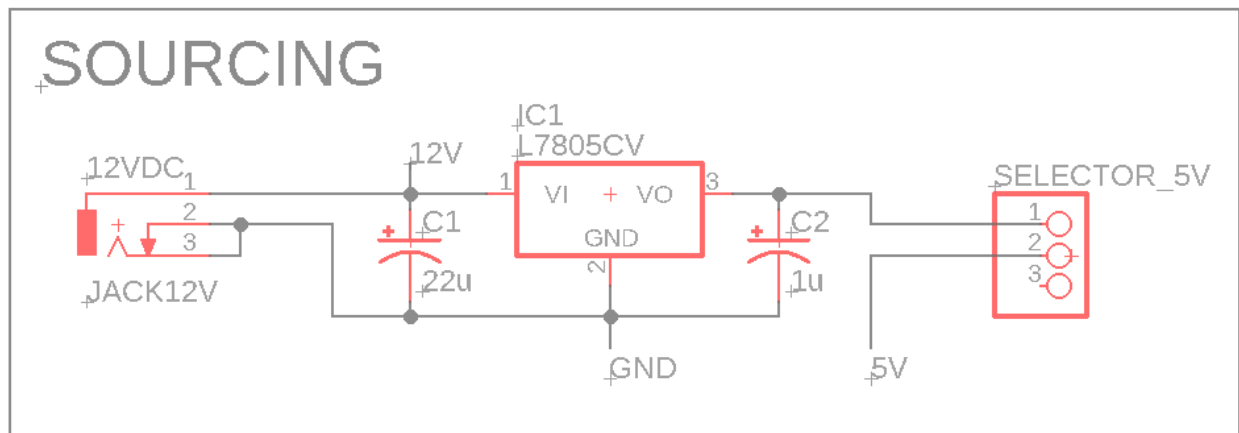 SOURCING
IC1
L7805CV
12V
12VDC
SELECTOR_5V
1
1
VI
VO
3
2
C1
C2
1
3
GND
2
2
3
JACK12V
22u
1u
GND
5V